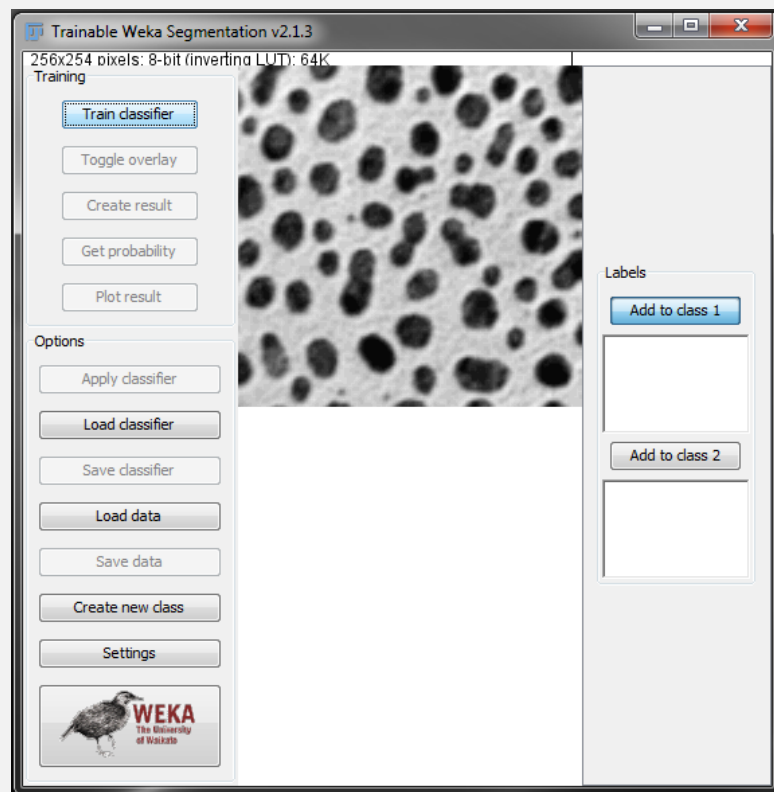 Trainable Weka Segmentation v2.1.3
256x254 pixels; 8-bit (inverting LUT); 64K
Training
Train classifier
Toggle overlay
Create result
Get probability
Plot result
Options
Apply classifier
Load classifier
Save classifier
Load data
Save data
Create new class
Settings
WEKA
The University
of Waikato
Labels
Add to class 1
Add to class 2